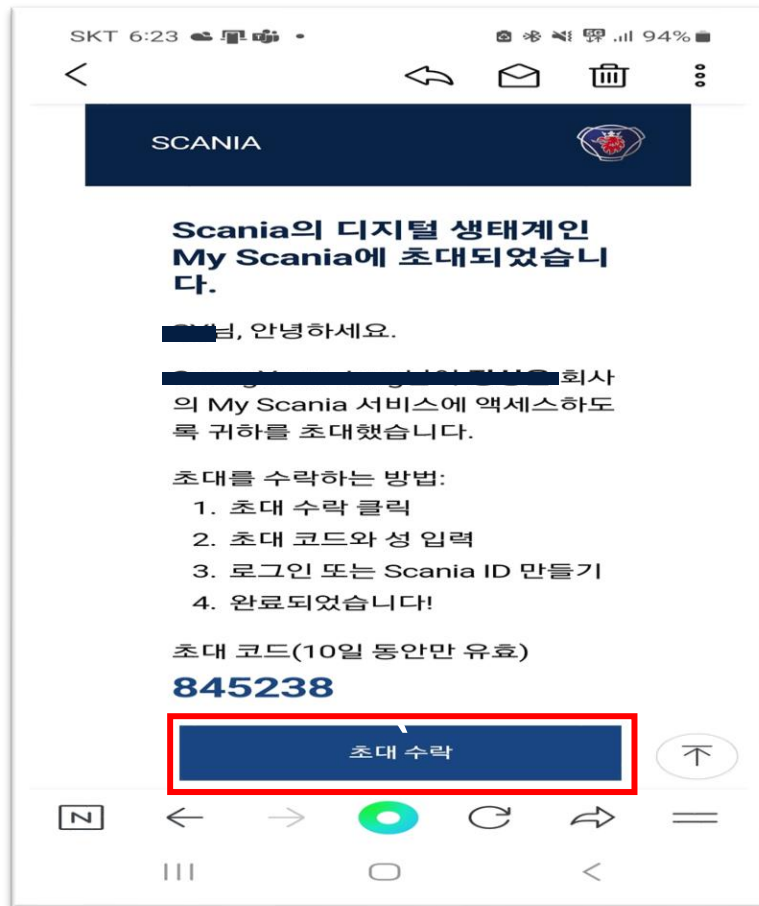 SKT 6:23
94%
SCANIA
Scania의 디지털 생태계인
My Scania에 초대되었습니
다.
님, 안녕하세요.
회사
의 My Scania 서비스에 액세스하도
록 귀하를 초대했습니다.
초대를 수락하는 방법:
1. 초대 수락 클릭
2. 초대 코드와 성 입력
3. 로그인 또는 Scania ID 만들기
4. 완료되었습니다!
초대 코드(10일 동안만 유효)
845238
초대 수락
N